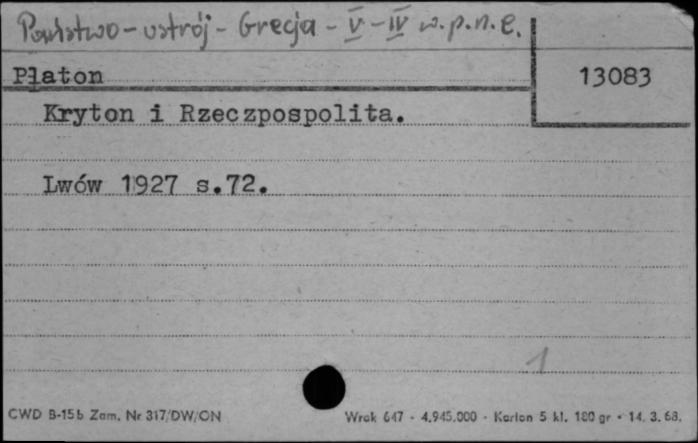 Państwo - ustrój - Grecja - V - IV w.p.n.e.
Platon
13083
Kryton i Rzeczpospolita.
Lwów 1927 s.72.
1
CWD B-15b Zam. Nr 317/DW/ON
Wrak 647 - 4.945.000 - Karton 5 kl. 180 gr - 14. 3. 68.